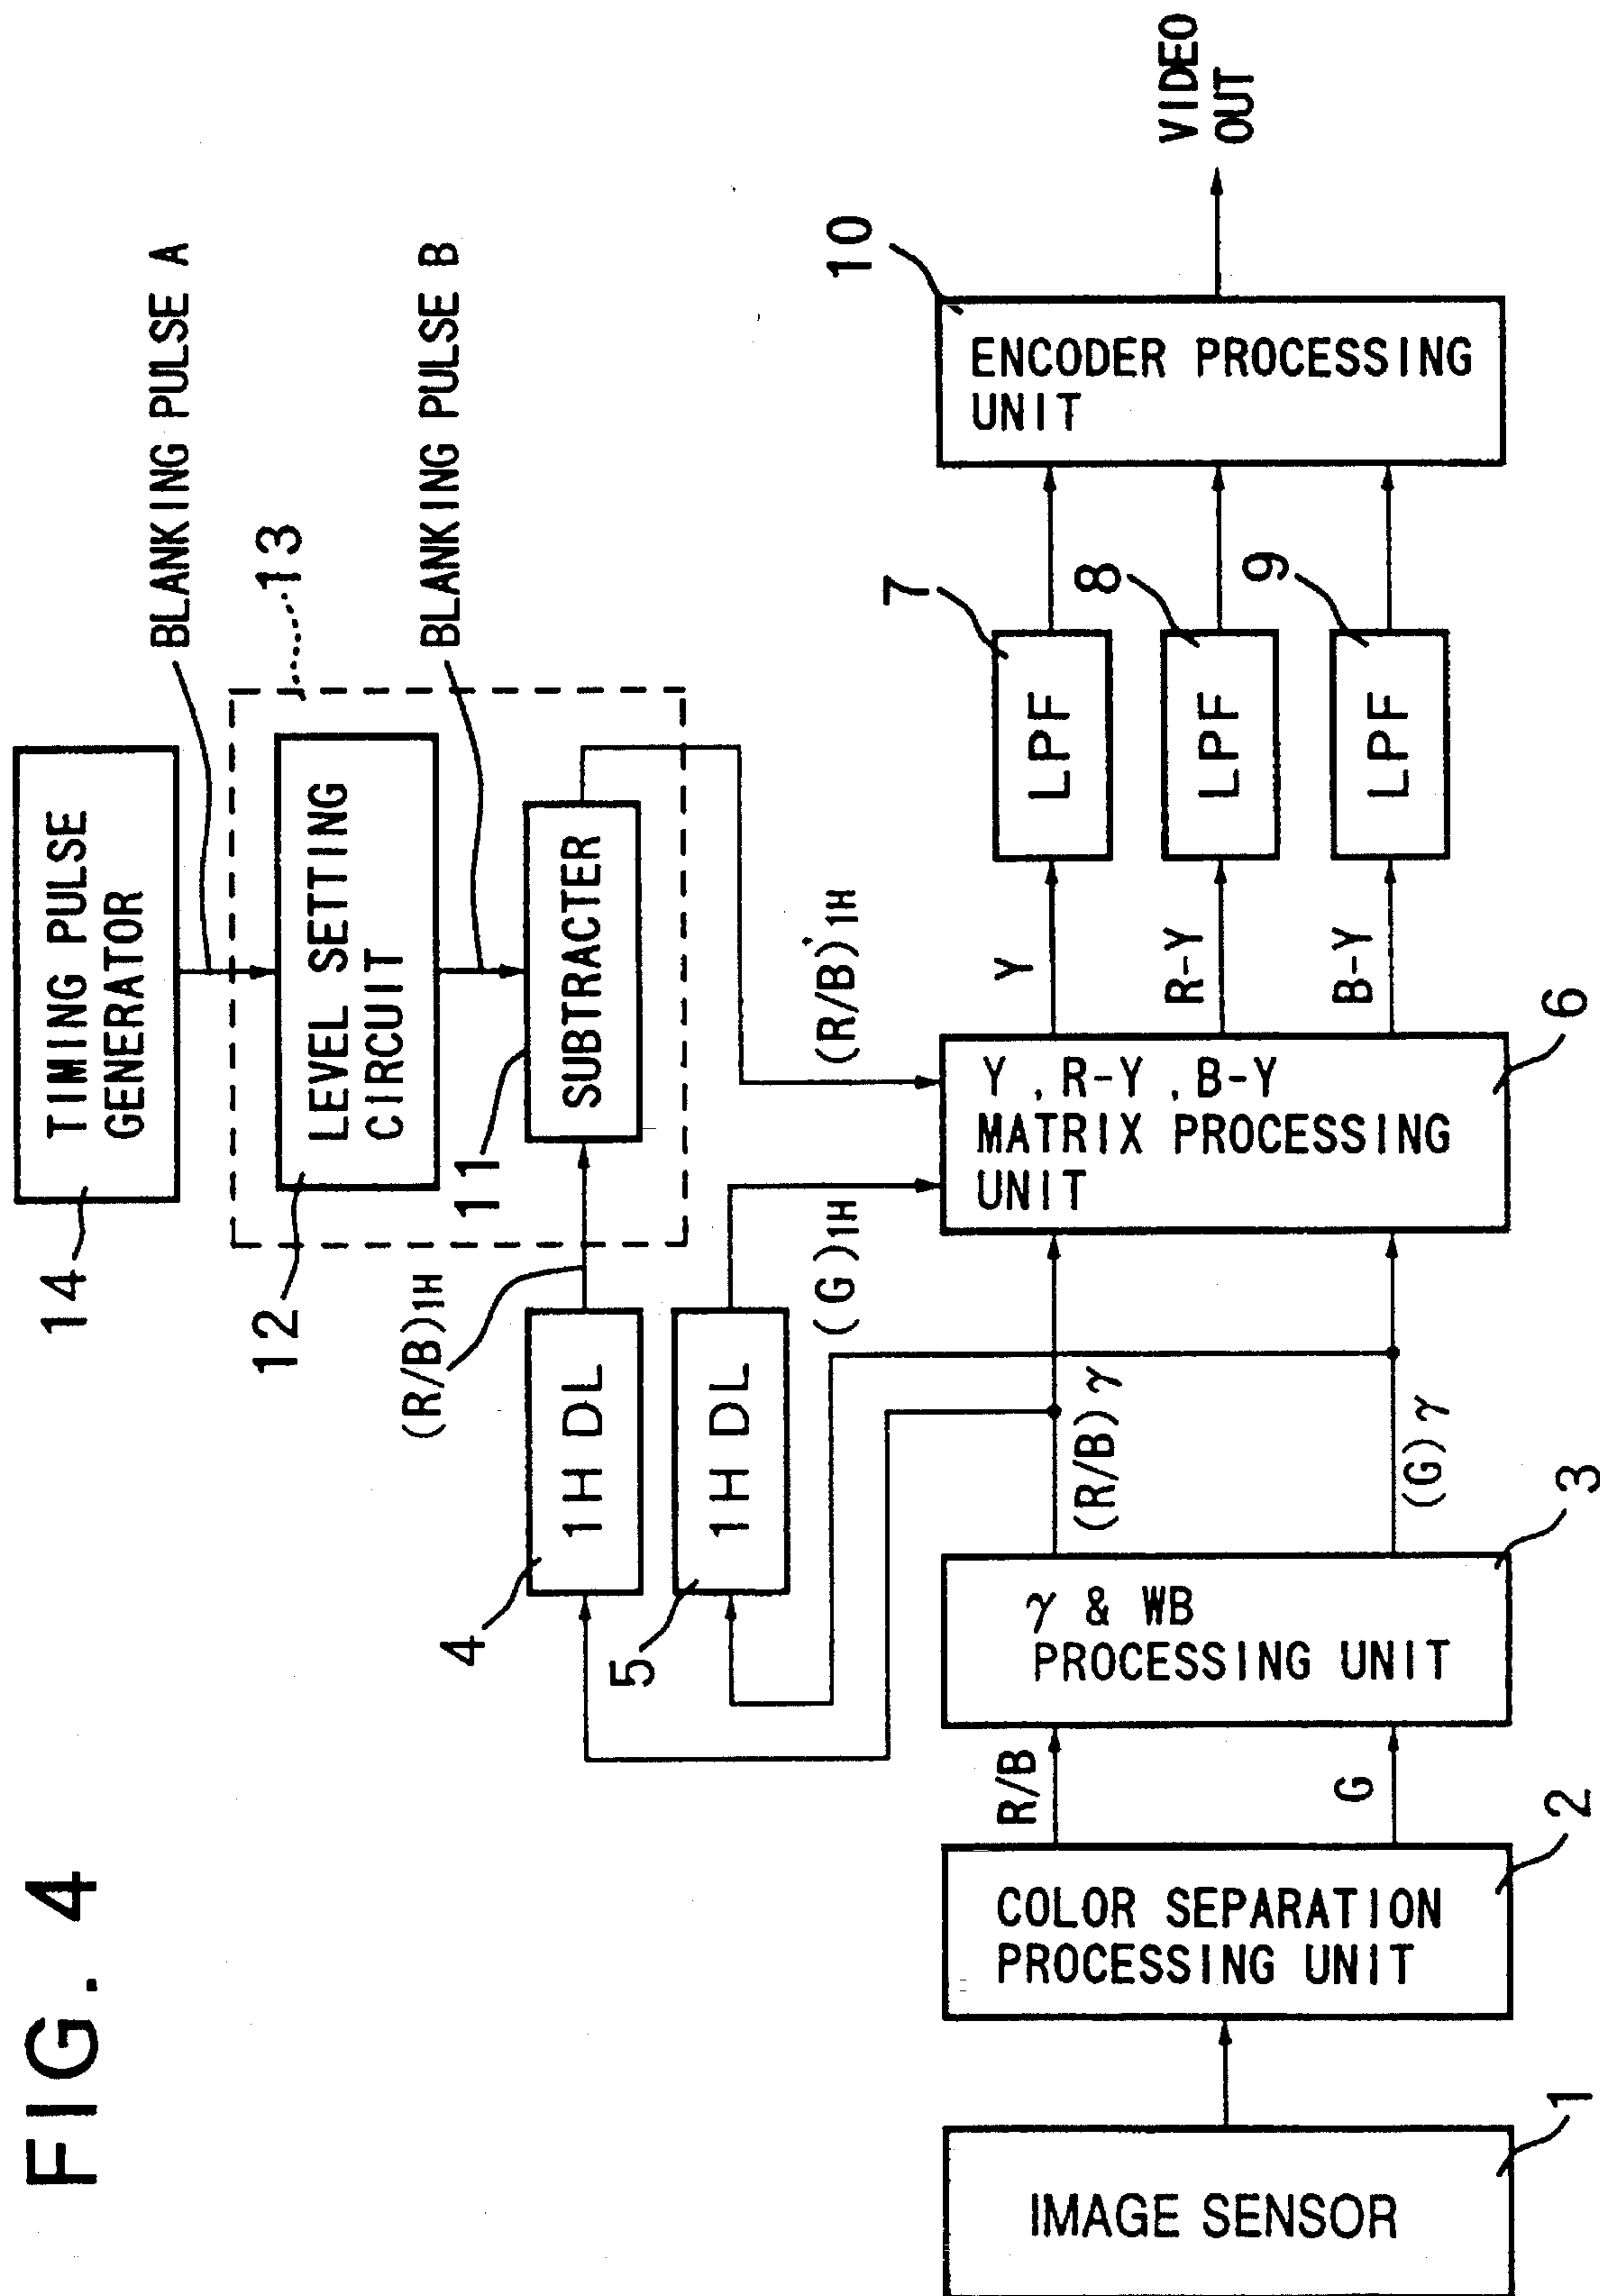 FIG. 4
14
TIMING PULSE
GENERATOR
BLANKING PULSE A
13
12
LEVEL SETTING
CIRCUIT
BLANKING PULSE B
11
SUBTRACTER
(R/B)1H
4
1H DL
5
1H DL
(G)1H
(R/B)'1H
IMAGE SENSOR
1
COLOR SEPARATION
PROCESSING UNIT
2
R/B
G
γ & WB
PROCESSING UNIT
3
(R/B)γ
(G)γ
Y , R-Y , B-Y
MATRIX PROCESSING
UNIT
6
Y
R-Y
B-Y
LPF
7
LPF
8
LPF
9
ENCODER PROCESSING
UNIT
10
VIDEO
OUT